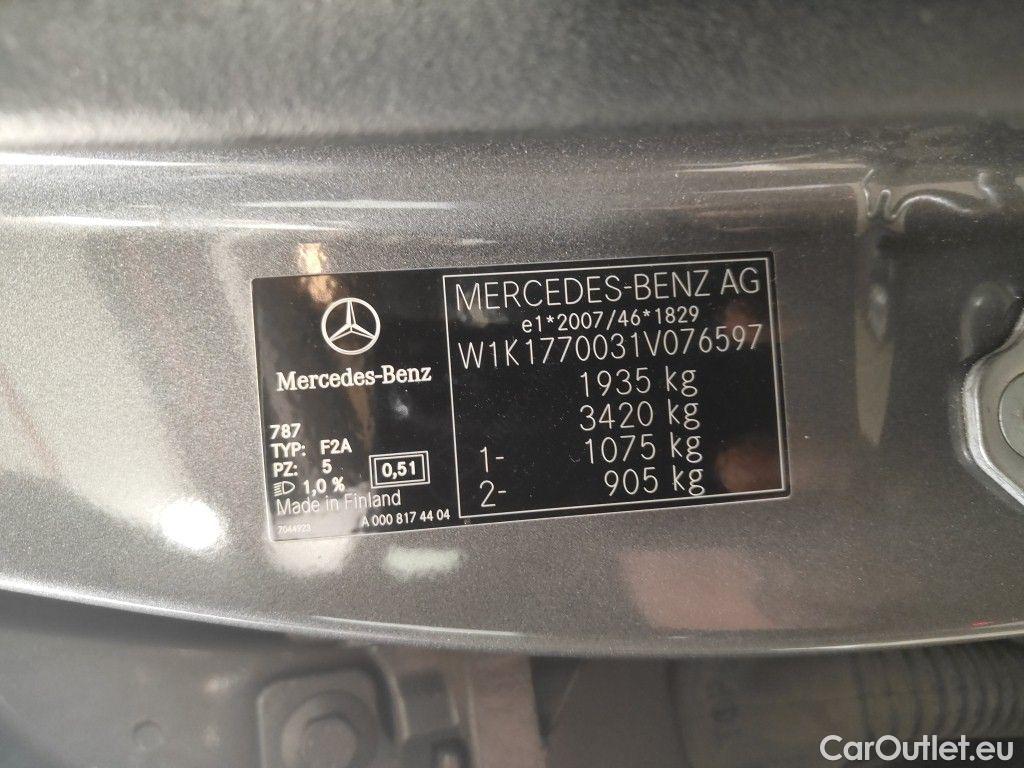 Mercedes-Benz
787
TYP: F2A
PZ: 5
1,0 %
0,51
Made in Finland
7044923
A 000 817 44 04
MERCEDES-BENZ AG
e1*2007/46*1829
W1K1770031V076597
1935 kg
3420 kg
1- 1075 kg
2- 905 kg
CarOutlet.eu